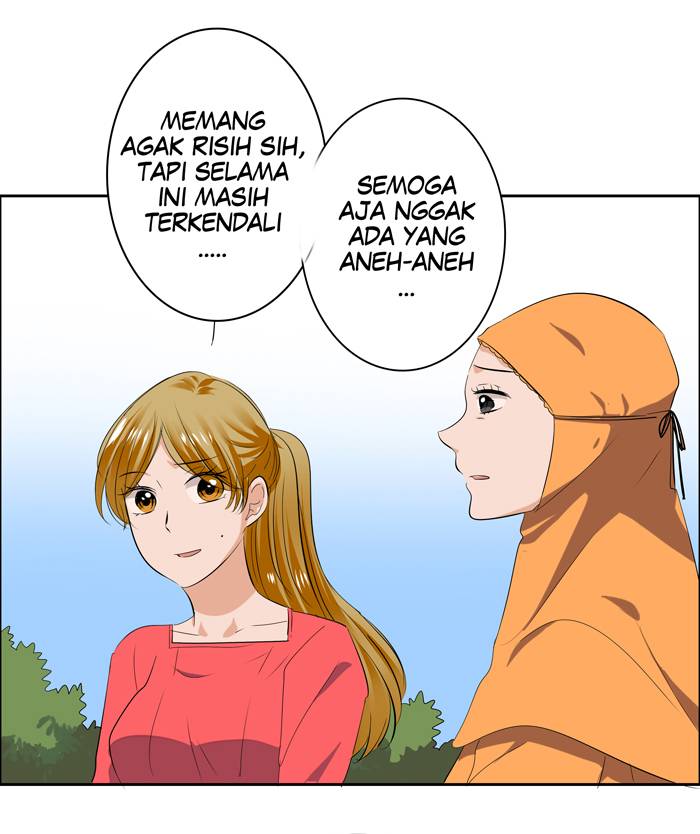 MEMANG
AGAK RISIH SIH,
TAPI SELAMA
INI MASIH
TERKENDALI
.....
SEMOGA
AJA NGGAK
ADA YANG
ANEH-ANEH
...